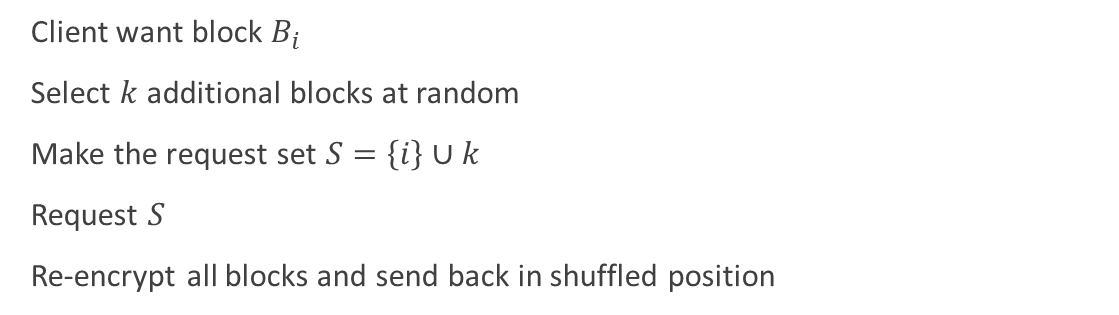 Client want block Bᵢ
Select k additional blocks at random
Make the request set S = {i} ∪ k
Request S
Re-encrypt all blocks and send back in shuffled position